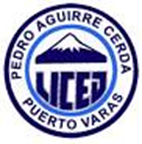 PEDRO AGUIRRE CERDA
LICEO
PUERTO VARAS